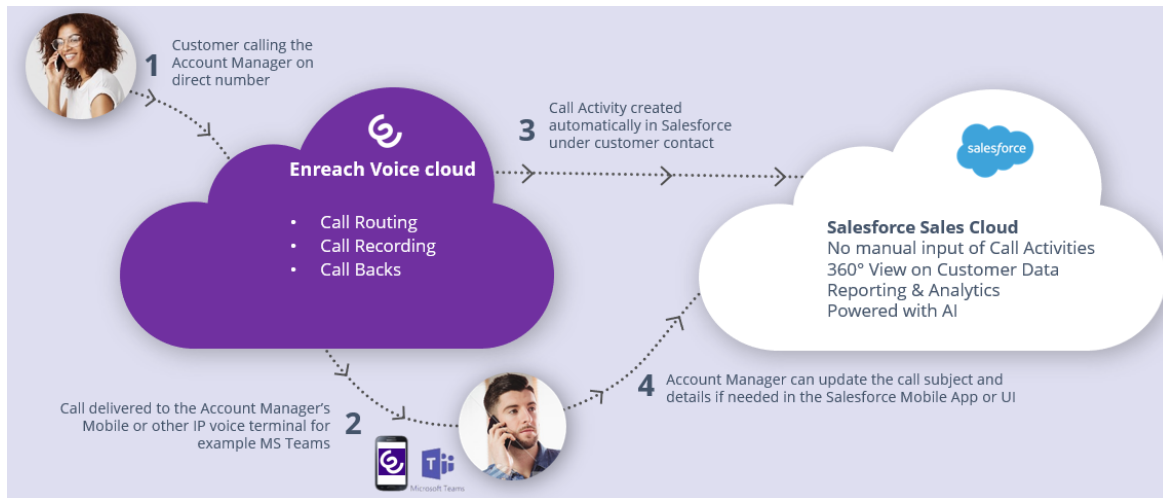 1
Customer calling the
Account Manager on
direct number
Enreach Voice cloud
• Call Routing
• Call Recording
• Call Backs
3
Call Activity created
automatically in Salesforce
under customer contact
salesforce
Salesforce Sales Cloud
No manual input of Call Activities
360° View on Customer Data
Reporting & Analytics
Powered with AI
Call delivered to the Account Manager's
Mobile or other IP voice terminal for
example MS Teams
2
T
Microsoft Teams
4
Account Manager can update the call subject and
details if needed in the Salesforce Mobile App or UI